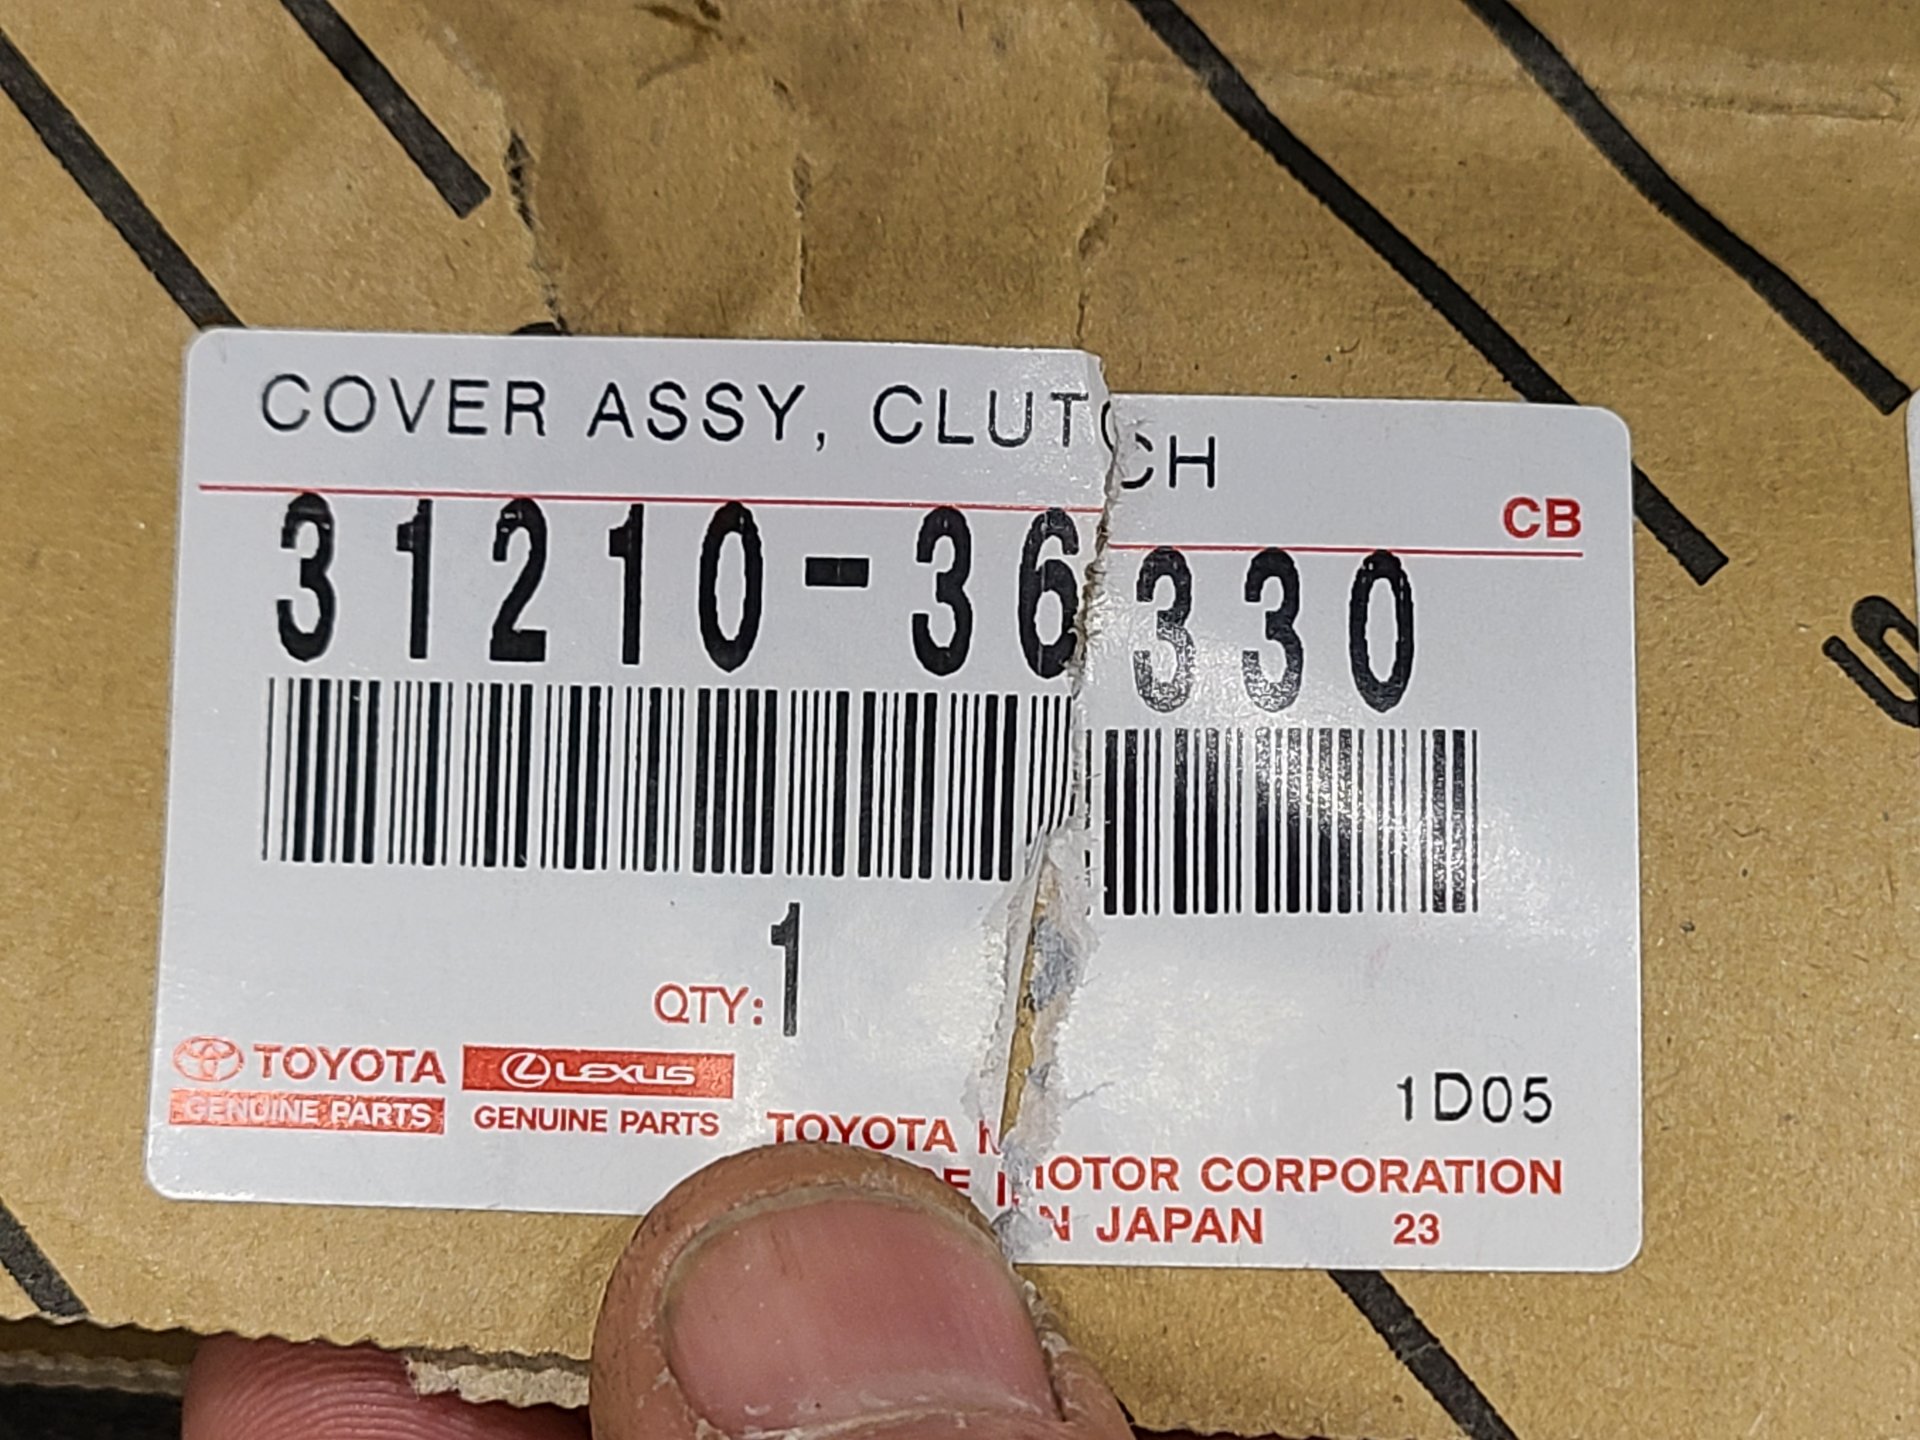 COVER ASSY, CLUTCH
CB
31210-36330
QTY: 1
TOYOTA
GENUINE PARTS
LEXUS
GENUINE PARTS
1D05
TOYOTA MOTOR CORPORATION
IN JAPAN 23